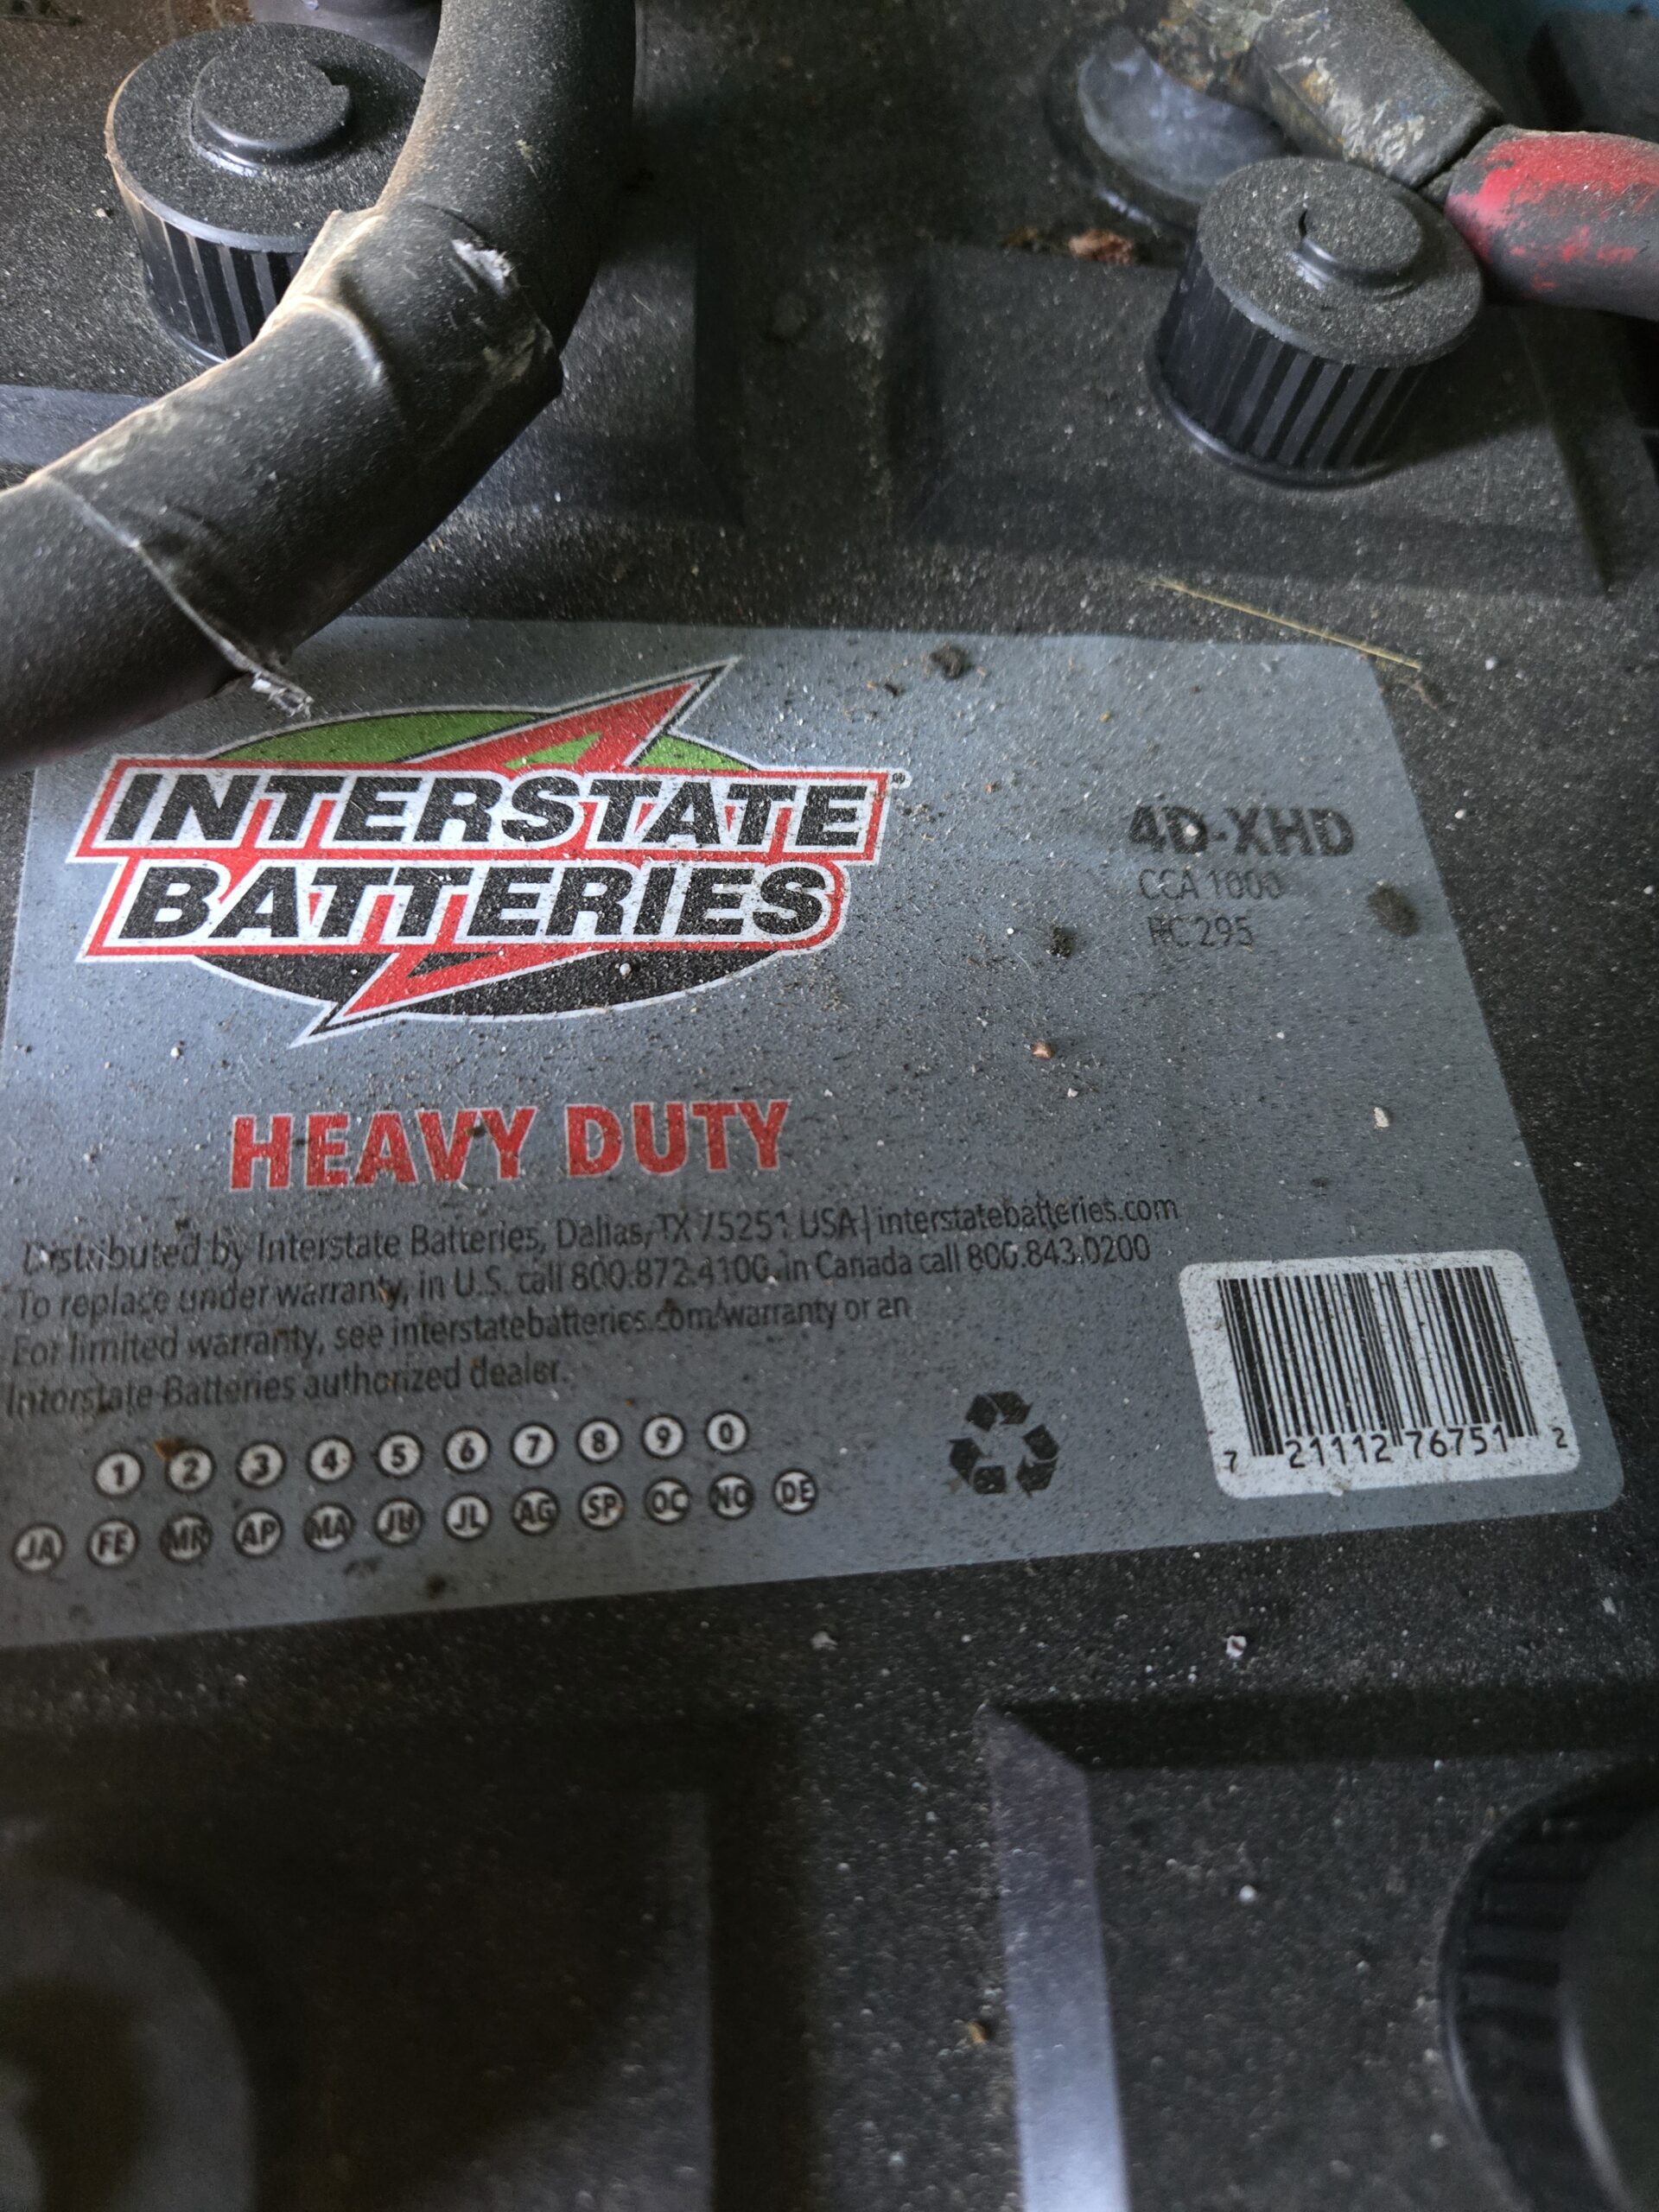 INTERSTATE
BATTERIES®
4D-XHD
CCA 1000
RC 295
HEAVY DUTY
Distributed by Interstate Batteries, Dallas, TX 75251 USA | interstatebatteries.com
To replace under warranty, in U.S. call 800.872.4100, in Canada call 800.843.0200
For limited warranty, see interstatebatteries.com/warranty or an
Interstate Batteries authorized dealer.
1 2 3 4 5 6 7 8 9 0
JA FE MR AP MA JU JL AG SP OC NO DE
7 21112 76751 2